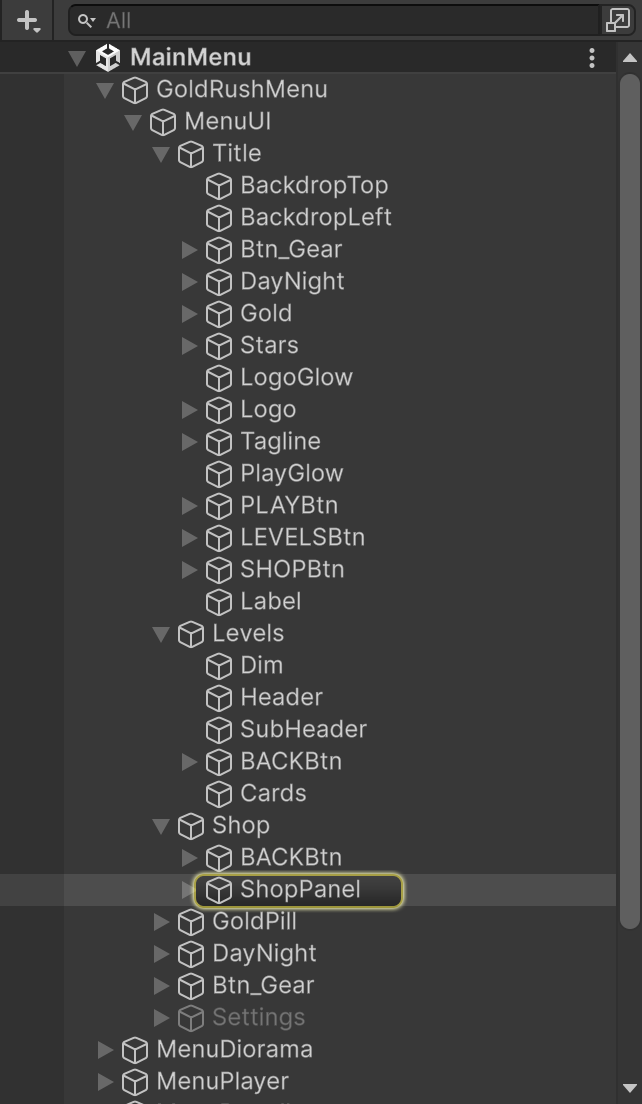 All
MainMenu
GoldRushMenu
MenuUI
Title
BackdropTop
BackdropLeft
Btn_Gear
DayNight
Gold
Stars
LogoGlow
Logo
Tagline
PlayGlow
PLAYBtn
LEVELSBtn
SHOPBtn
Label
Levels
Dim
Header
SubHeader
BACKBtn
Cards
Shop
BACKBtn
ShopPanel
GoldPill
DayNight
Btn_Gear
Settings
MenuDiorama
MenuPlayer